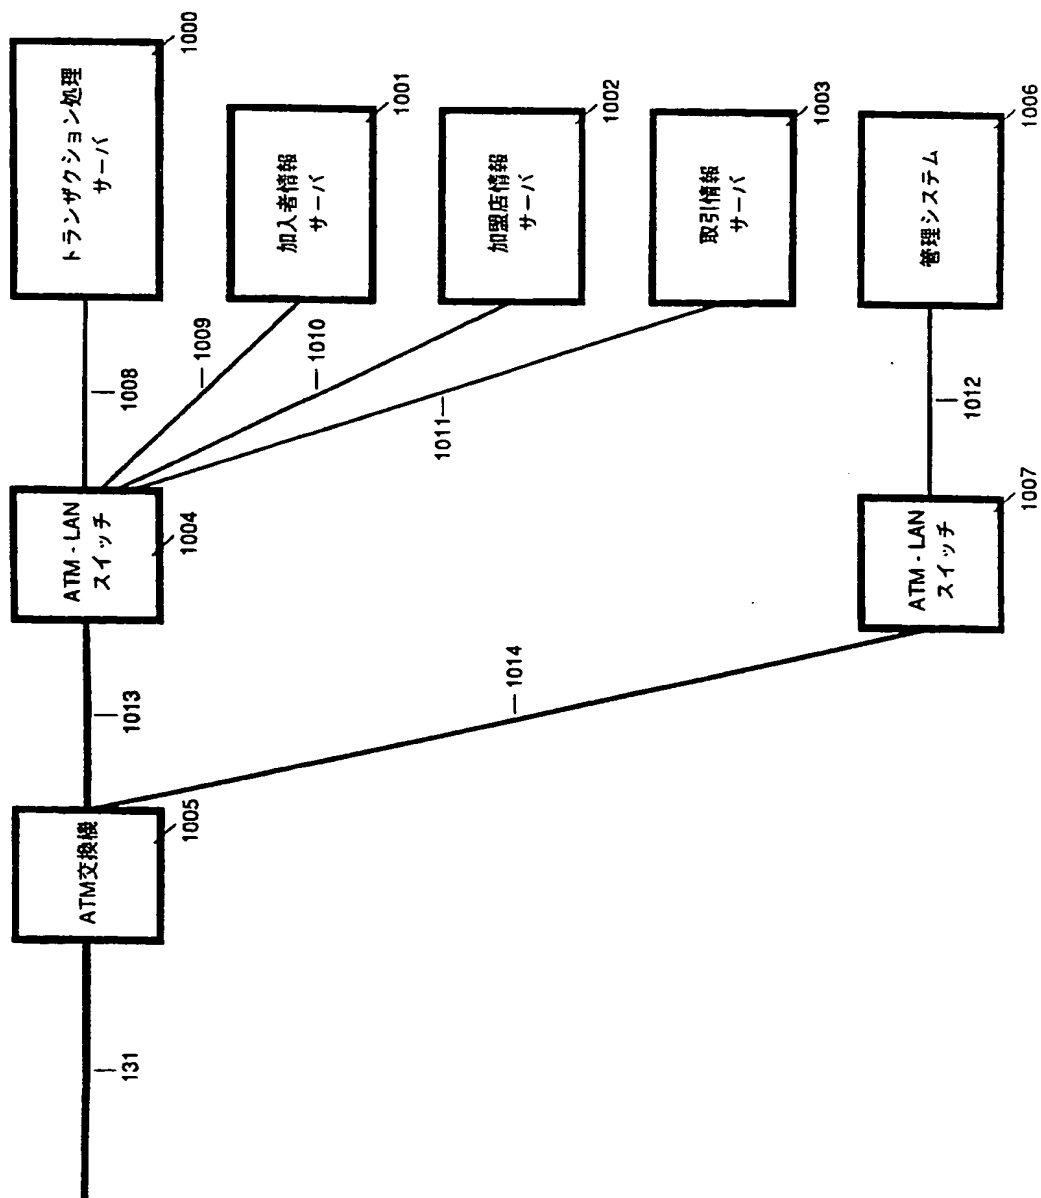 トランザクション処理
サーバ
1000
加入者情報
サーバ
1001
加盟店情報
サーバ
1002
取引情報
サーバ
1003
管理システム
1006
1008
1009
1010
1011
1012
ATM - LAN
スイッチ
1004
ATM - LAN
スイッチ
1007
1013
1014
ATM交換機
1005
131